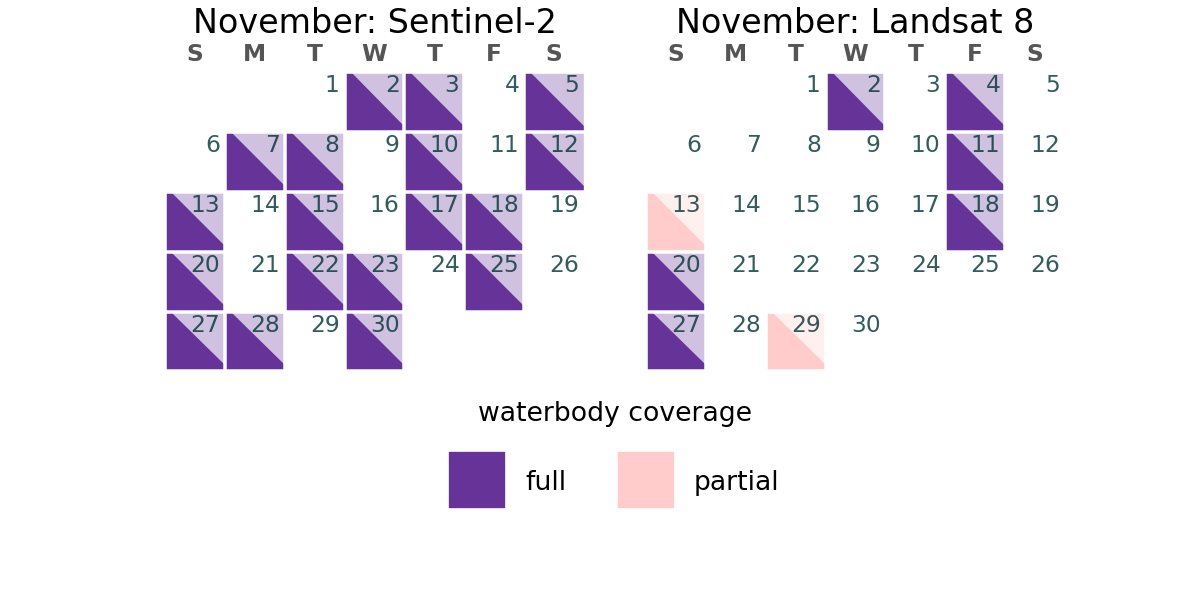 November: Sentinel-2
S M T W T F S
1 2 3 4 5
6 7 8 9 10 11 12
13 14 15 16 17 18 19
20 21 22 23 24 25 26
27 28 29 30
November: Landsat 8
S M T W T F S
1 2 3 4 5
6 7 8 9 10 11 12
13 14 15 16 17 18 19
20 21 22 23 24 25 26
27 28 29 30
waterbody coverage
full
partial